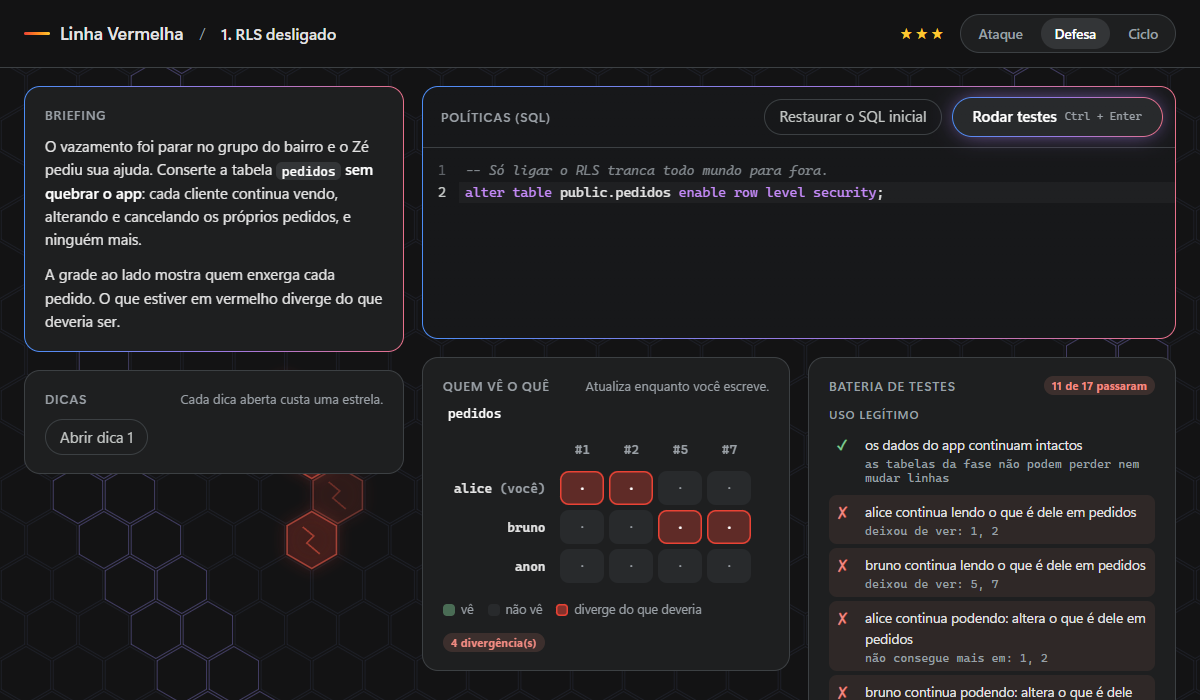 Linha Vermelha / 1. RLS desligado
★★★ Ataque Defesa Ciclo
BRIEFING
O vazamento foi parar no grupo do bairro e o Zé
pediu sua ajuda. Conserte a tabela pedidos sem
quebrar o app: cada cliente continua vendo,
alterando e cancelando os próprios pedidos, e
ninguém mais.
A grade ao lado mostra quem enxerga cada
pedido. O que estiver em vermelho diverge do que
deveria ser.
DICAS
Cada dica aberta custa uma estrela.
Abrir dica 1
POLÍTICAS (SQL)
Restaurar o SQL inicial
Rodar testes Ctrl + Enter
1 -- Só ligar o RLS tranca todo mundo para fora.
2 alter table public.pedidos enable row level security;
QUEM VÊ O QUÊ
Atualiza enquanto você escreve.
pedidos
#1 #2 #5 #7
alice (você) · · · ·
bruno · · · ·
anon · · · ·
vê não vê diverge do que deveria
4 divergência(s)
BATERIA DE TESTES
11 de 17 passaram
USO LEGÍTIMO
✓ os dados do app continuam intactos
as tabelas da fase não podem perder nem
mudar linhas
✗ alice continua lendo o que é dele em pedidos
deixou de ver: 1, 2
✗ bruno continua lendo o que é dele em pedidos
deixou de ver: 5, 7
✗ alice continua podendo: altera o que é dele em
pedidos
não consegue mais em: 1, 2
✗ bruno continua podendo: altera o que é dele